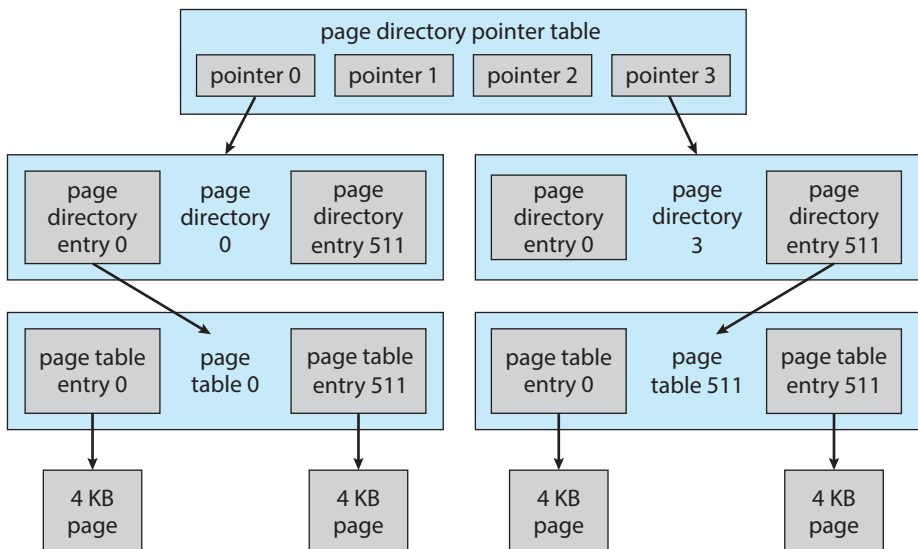 page directory pointer table
pointer 0
pointer 1
pointer 2
pointer 3
page
directory
entry 0
page
directory
0
page
directory
entry 511
page
directory
entry 0
page
directory
3
page
directory
entry 511
page table
entry 0
page
table 0
page table
entry 511
page table
entry 0
page
table 511
page table
entry 511
4 KB
page
4 KB
page
4 KB
page
4 KB
page